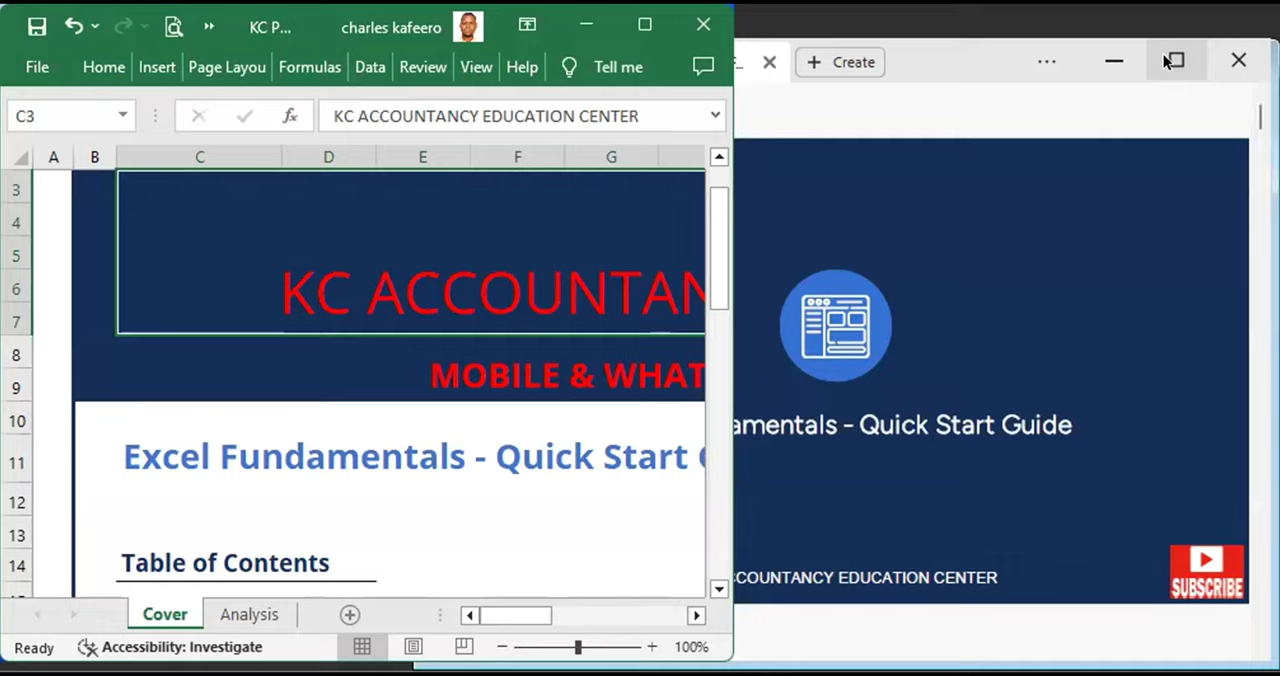 KC P... charles kafeero
File Home Insert Page Layou Formulas Data Review View Help Tell me
C3 fx KC ACCOUNTANCY EDUCATION CENTER
A B C D E F G
3
4
5
6
7
8
9
10
11
12
13
14
KC ACCOUNTAN
MOBILE & WHAT
Excel Fundamentals - Quick Start
Table of Contents
Cover Analysis
Ready Accessibility: Investigate 100%
Create
amentals - Quick Start Guide
COUNTANCY EDUCATION CENTER
SUBSCRIBE